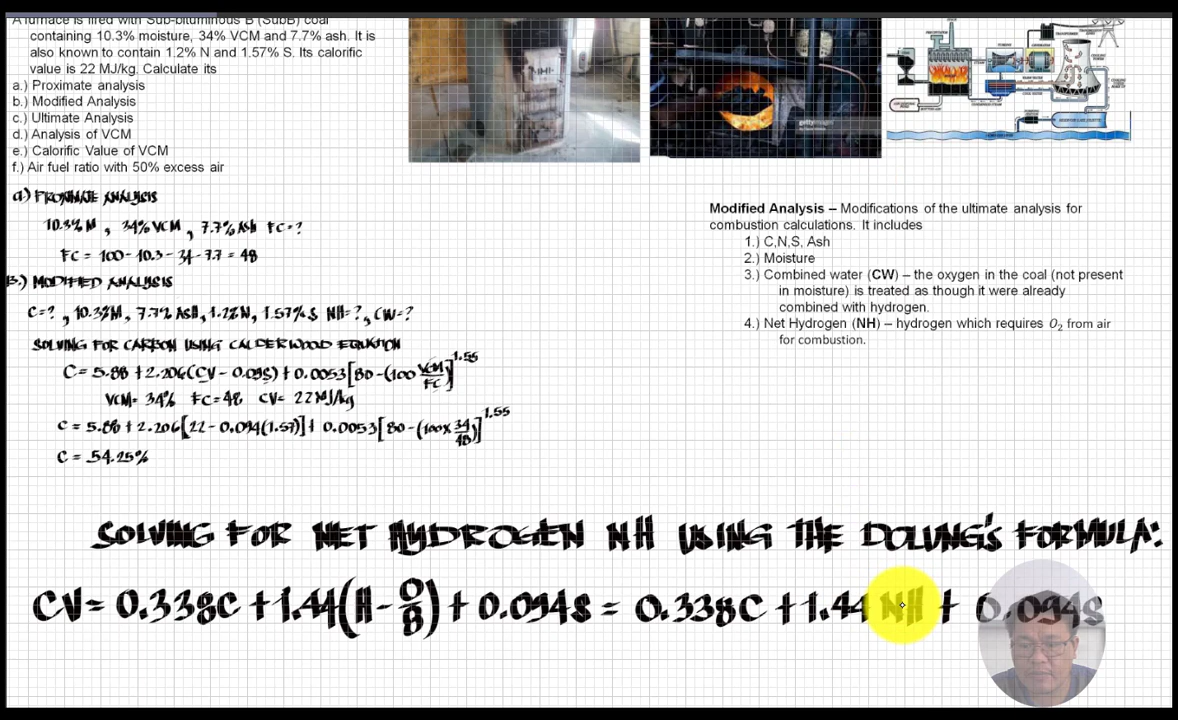 A furnace is fired with Sub-bituminous B (SubB) coal
containing 10.3% moisture, 34% VCM and 7.7% ash. It is
also known to contain 1.2% N and 1.57% S. Its calorific
value is 22 MJ/kg. Calculate its
a.) Proximate analysis
b.) Modified Analysis
c.) Ultimate Analysis
d.) Analysis of VCM
e.) Calorific Value of VCM
f.) Air fuel ratio with 50% excess air
a.) PROXIMATE ANALYSIS
10.3% M, 34% VCM, 7.7% ASH FC = ?
FC = 100 - 10.3 - 34 - 7.7 = 48
B.) MODIFIED ANALYSIS
C = ?, 10.3% M, 7.7% ASH, 1.2% N, 1.57% S NH = ?, CW = ?
SOLVING FOR CARBON USING CALDERWOOD EQUATION
C = 5.88 + 2.206(CV - 0.09S) + 0.0053[80 - (100 VCM/FC)]^1.55
VCM = 34% FC = 48 CV = 22 MJ/kg
C = 5.88 + 2.206[22 - 0.094(1.57)] + 0.0053[80 - (100 x 34/48)]^1.55
C = 54.25%
Modified Analysis – Modifications of the ultimate analysis for
combustion calculations. It includes
1.) C,N,S, Ash
2.) Moisture
3.) Combined water (CW) – the oxygen in the coal (not present
in moisture) is treated as though it were already
combined with hydrogen.
4.) Net Hydrogen (NH) – hydrogen which requires O₂ from air
for combustion.
SOLVING FOR NET HYDROGEN NH USING THE DOLUNG'S FORMULA:
CV = 0.338C + 1.44(H - O/8) + 0.094S = 0.338C + 1.44 NH + 0.094S
gettyimages